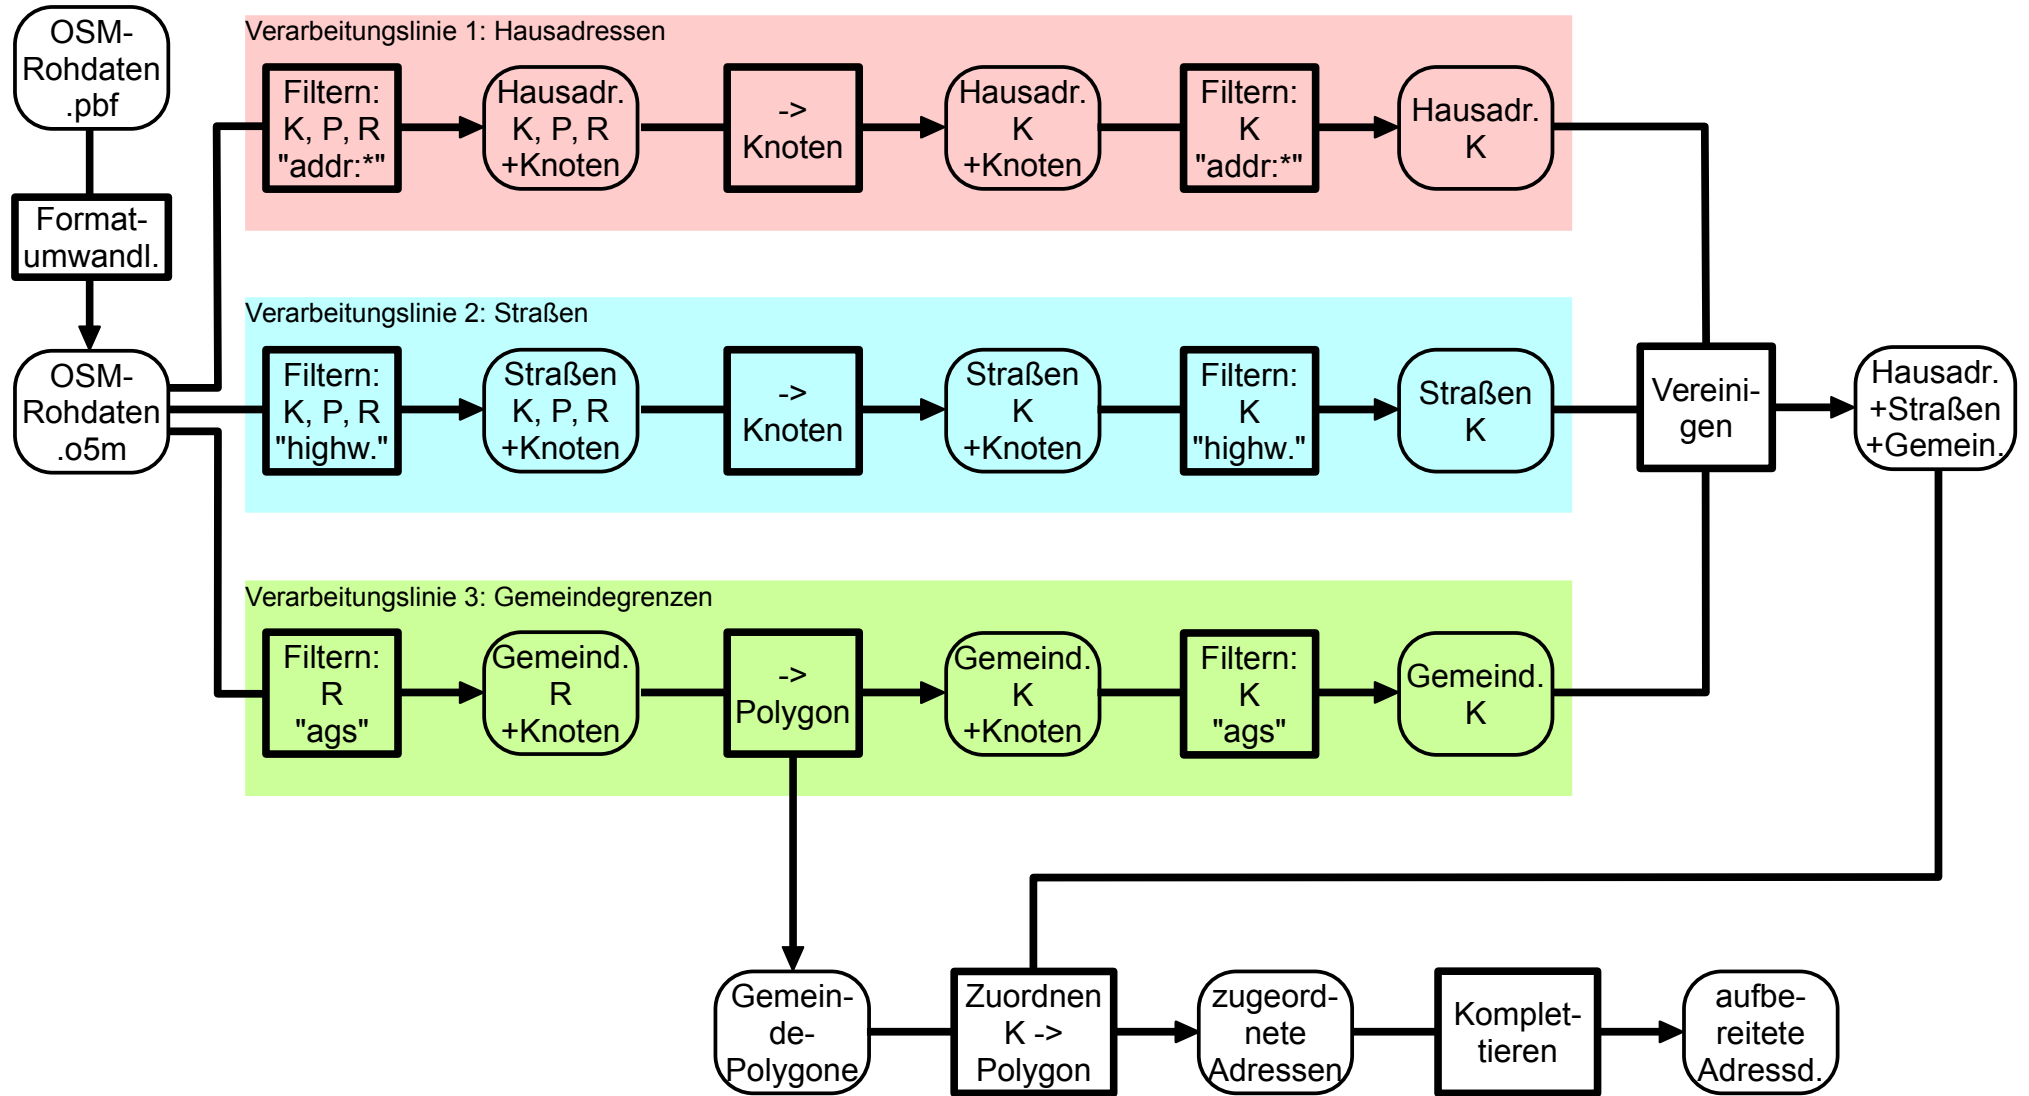 OSM-
Rohdaten
.pbf
Format-
umwandl.
OSM-
Rohdaten
.o5m
Verarbeitungslinie 1: Hausadressen
Filtern:
K, P, R
"addr:*"
Hausadr.
K, P, R
+Knoten
->
Knoten
Hausadr.
K
+Knoten
Filtern:
K
"addr:*"
Hausadr.
K
Verarbeitungslinie 2: Straßen
Filtern:
K, P, R
"highw."
Straßen
K, P, R
+Knoten
->
Knoten
Straßen
K
+Knoten
Filtern:
K
"highw."
Straßen
K
Verarbeitungslinie 3: Gemeindegrenzen
Filtern:
R
"ags"
Gemeind.
R
+Knoten
->
Polygon
Gemeind.
K
+Knoten
Filtern:
K
"ags"
Gemeind.
K
Vereini-
gen
Hausadr.
+Straßen
+Gemein.
Gemein-
de-
Polygone
Zuordnen
K ->
Polygon
zugeord-
nete
Adressen
Komplet-
tieren
aufbe-
reitete
Adressd.